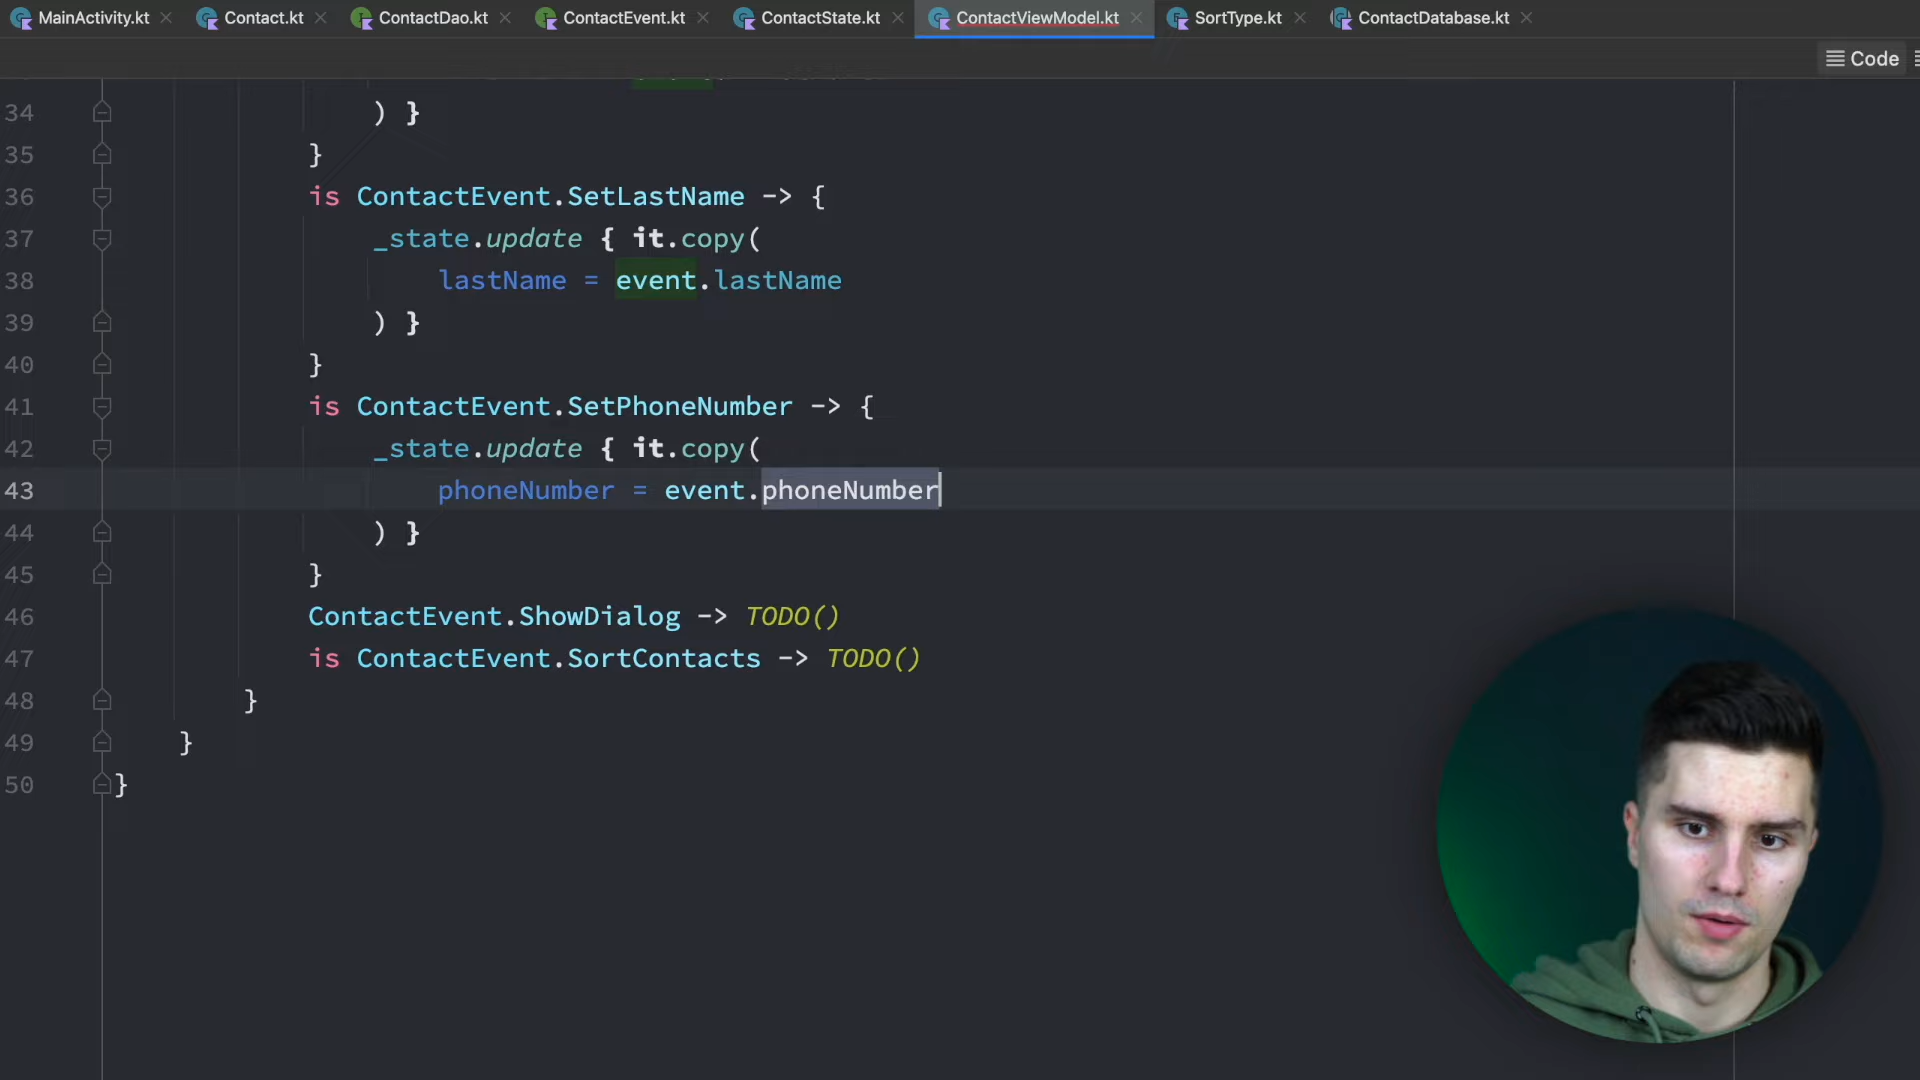 MainActivity.kt Contact.kt ContactDao.kt ContactEvent.kt ContactState.kt ContactViewModel.kt SortType.kt ContactDatabase.kt
Code
34 ) }
35 }
36 is ContactEvent.SetLastName -> {
37 _state.update { it.copy(
38 lastName = event.lastName
39 ) }
40 }
41 is ContactEvent.SetPhoneNumber -> {
42 _state.update { it.copy(
43 phoneNumber = event.phoneNumber
44 ) }
45 }
46 ContactEvent.ShowDialog -> TODO()
47 is ContactEvent.SortContacts -> TODO()
48 }
49 }
50 }